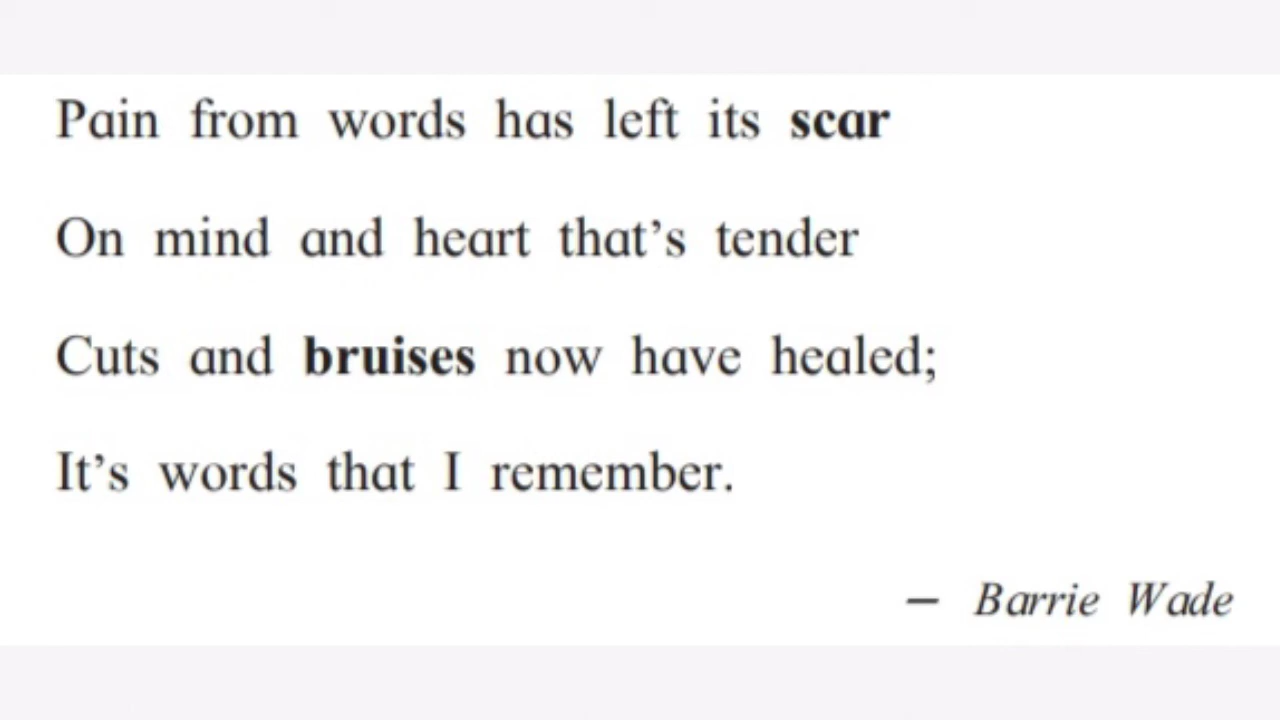 Pain from words has left its scar
On mind and heart that's tender
Cuts and bruises now have healed;
It's words that I remember.
– Barrie Wade